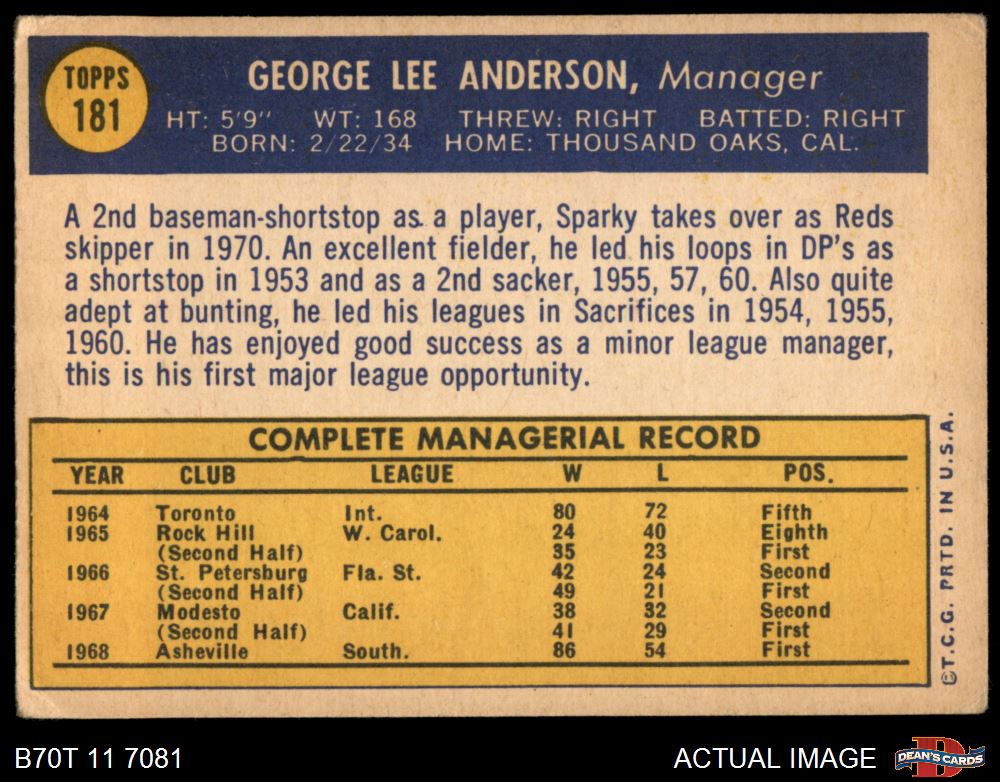 TOPPS
181
GEORGE LEE ANDERSON, Manager
HT: 5'9" WT: 168 THREW: RIGHT BATTED: RIGHT
BORN: 2/22/34 HOME: THOUSAND OAKS, CAL.
A 2nd baseman-shortstop as a player, Sparky takes over as Reds
skipper in 1970. An excellent fielder, he led his loops in DP's as
a shortstop in 1953 and as a 2nd sacker, 1955, 57, 60. Also quite
adept at bunting, he led his leagues in Sacrifices in 1954, 1955,
1960. He has enjoyed good success as a minor league manager,
this is his first major league opportunity.
COMPLETE MANAGERIAL RECORD
YEAR CLUB LEAGUE W L POS.
1964 Toronto Int. 80 72 Fifth
1965 Rock Hill W. Carol. 24 40 Eighth
(Second Half) 35 23 First
1966 St. Petersburg Fla. St. 42 24 Second
(Second Half) 49 21 First
1967 Modesto Calif. 38 32 Second
(Second Half) 41 29 First
1968 Asheville South. 86 54 First
©T.C.G. PRTD. IN U.S.A.
B70T 11 7081
ACTUAL IMAGE
D
DEAN'S CARDS